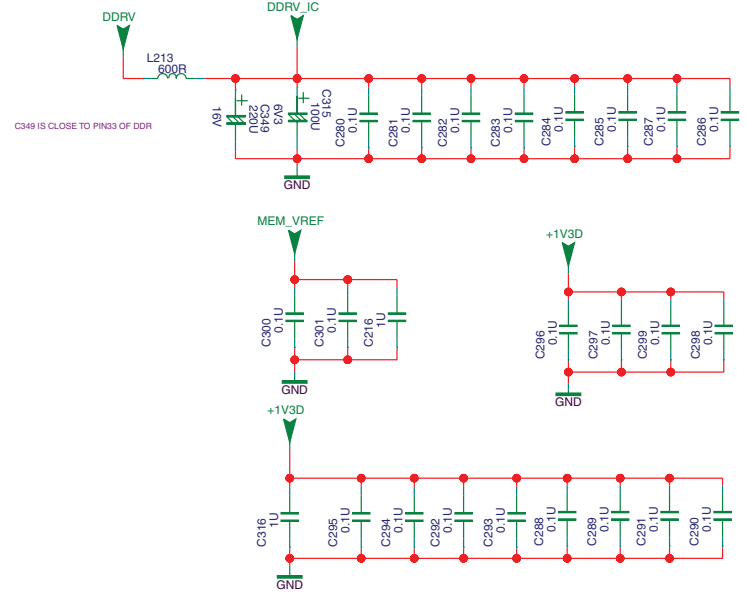 DDRV
DDRV_IC
L213
600R
C349 IS CLOSE TO PIN33 OF DDR
16V
220U
C349
6V3
100U
C315
C280
0.1U
C281
0.1U
C282
0.1U
C283
0.1U
C284
0.1U
C285
0.1U
C287
0.1U
C286
0.1U
GND
MEM_VREF
C300
0.1U
C301
0.1U
C216
1U
GND
+1V3D
C296
0.1U
C297
0.1U
C299
0.1U
C298
0.1U
GND
+1V3D
C316
1U
C295
0.1U
C294
0.1U
C292
0.1U
C293
0.1U
C288
0.1U
C289
0.1U
C291
0.1U
C290
0.1U
GND